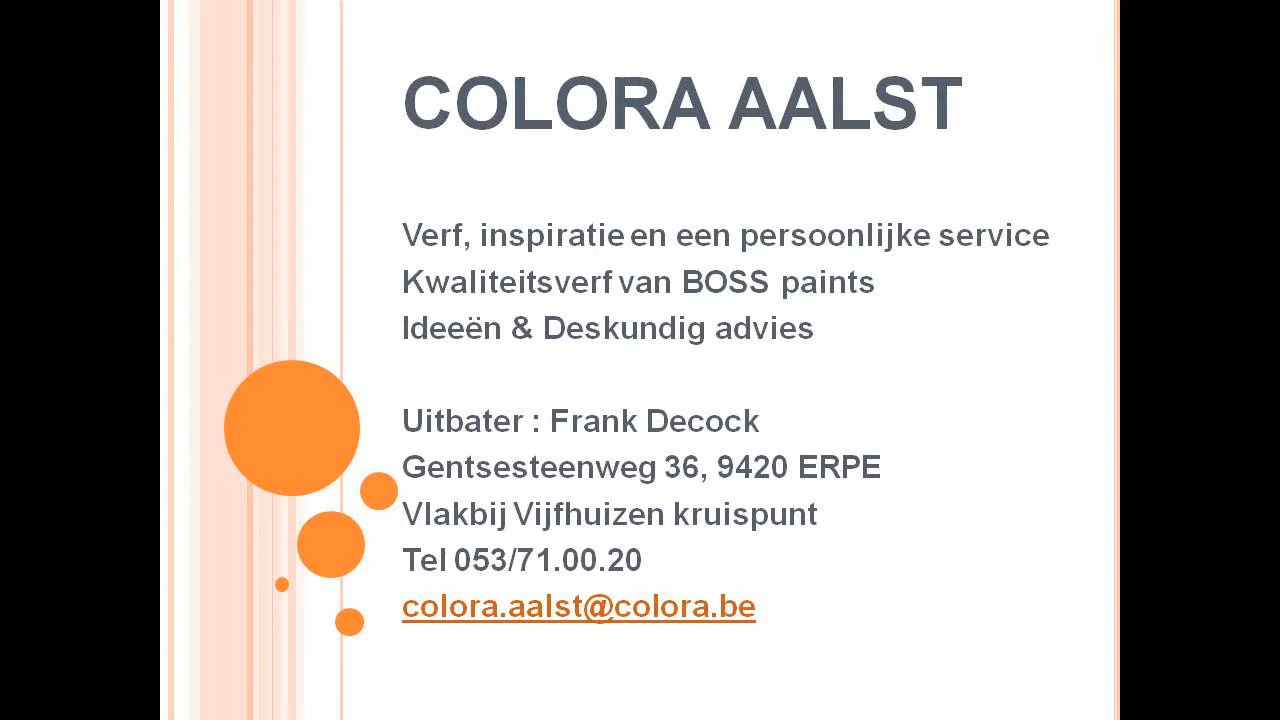 COLORA AALST
Verf, inspiratie en een persoonlijke service
Kwaliteitsverf van BOSS paints
Ideeën & Deskundig advies
Uitbater : Frank Decock
Gentsesteenweg 36, 9420 ERPE
Vlakbij Vijfhuizen kruispunt
Tel 053/71.00.20
colora.aalst@colora.be